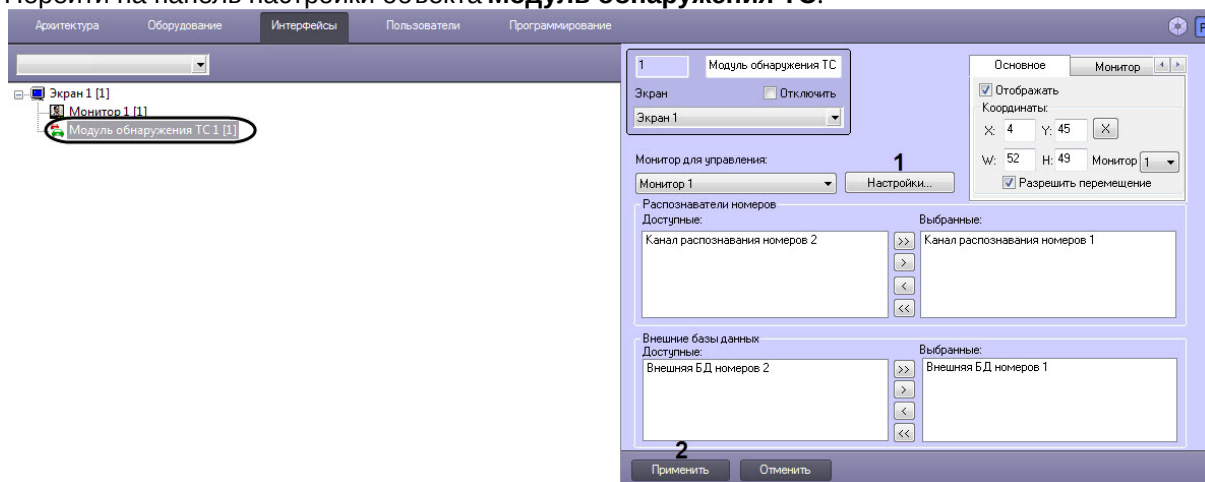 Перейти на панель настройки объекта Модуль обнаружения ТС.
Архитектура Оборудование Интерфейсы Пользователи Программирование
Экран 1 [1]
Монитор 1 [1]
Модуль обнаружения ТС 1 [1]
1 Модуль обнаружения ТС
Экран Отключить
Экран 1
Основное Монитор
Отображать
Координаты:
X: 4 Y: 45 X
W: 52 H: 49 Монитор 1
Разрешить перемещение
Монитор для управления:
1
Монитор 1 Настройки...
Распознаватели номеров
Доступные: Выбранные:
Канал распознавания номеров 2 >> Канал распознавания номеров 1
>
<
<<
Внешние базы данных
Доступные: Выбранные:
Внешняя БД номеров 2 >> Внешняя БД номеров 1
>
<
<<
2
Применить Отменить